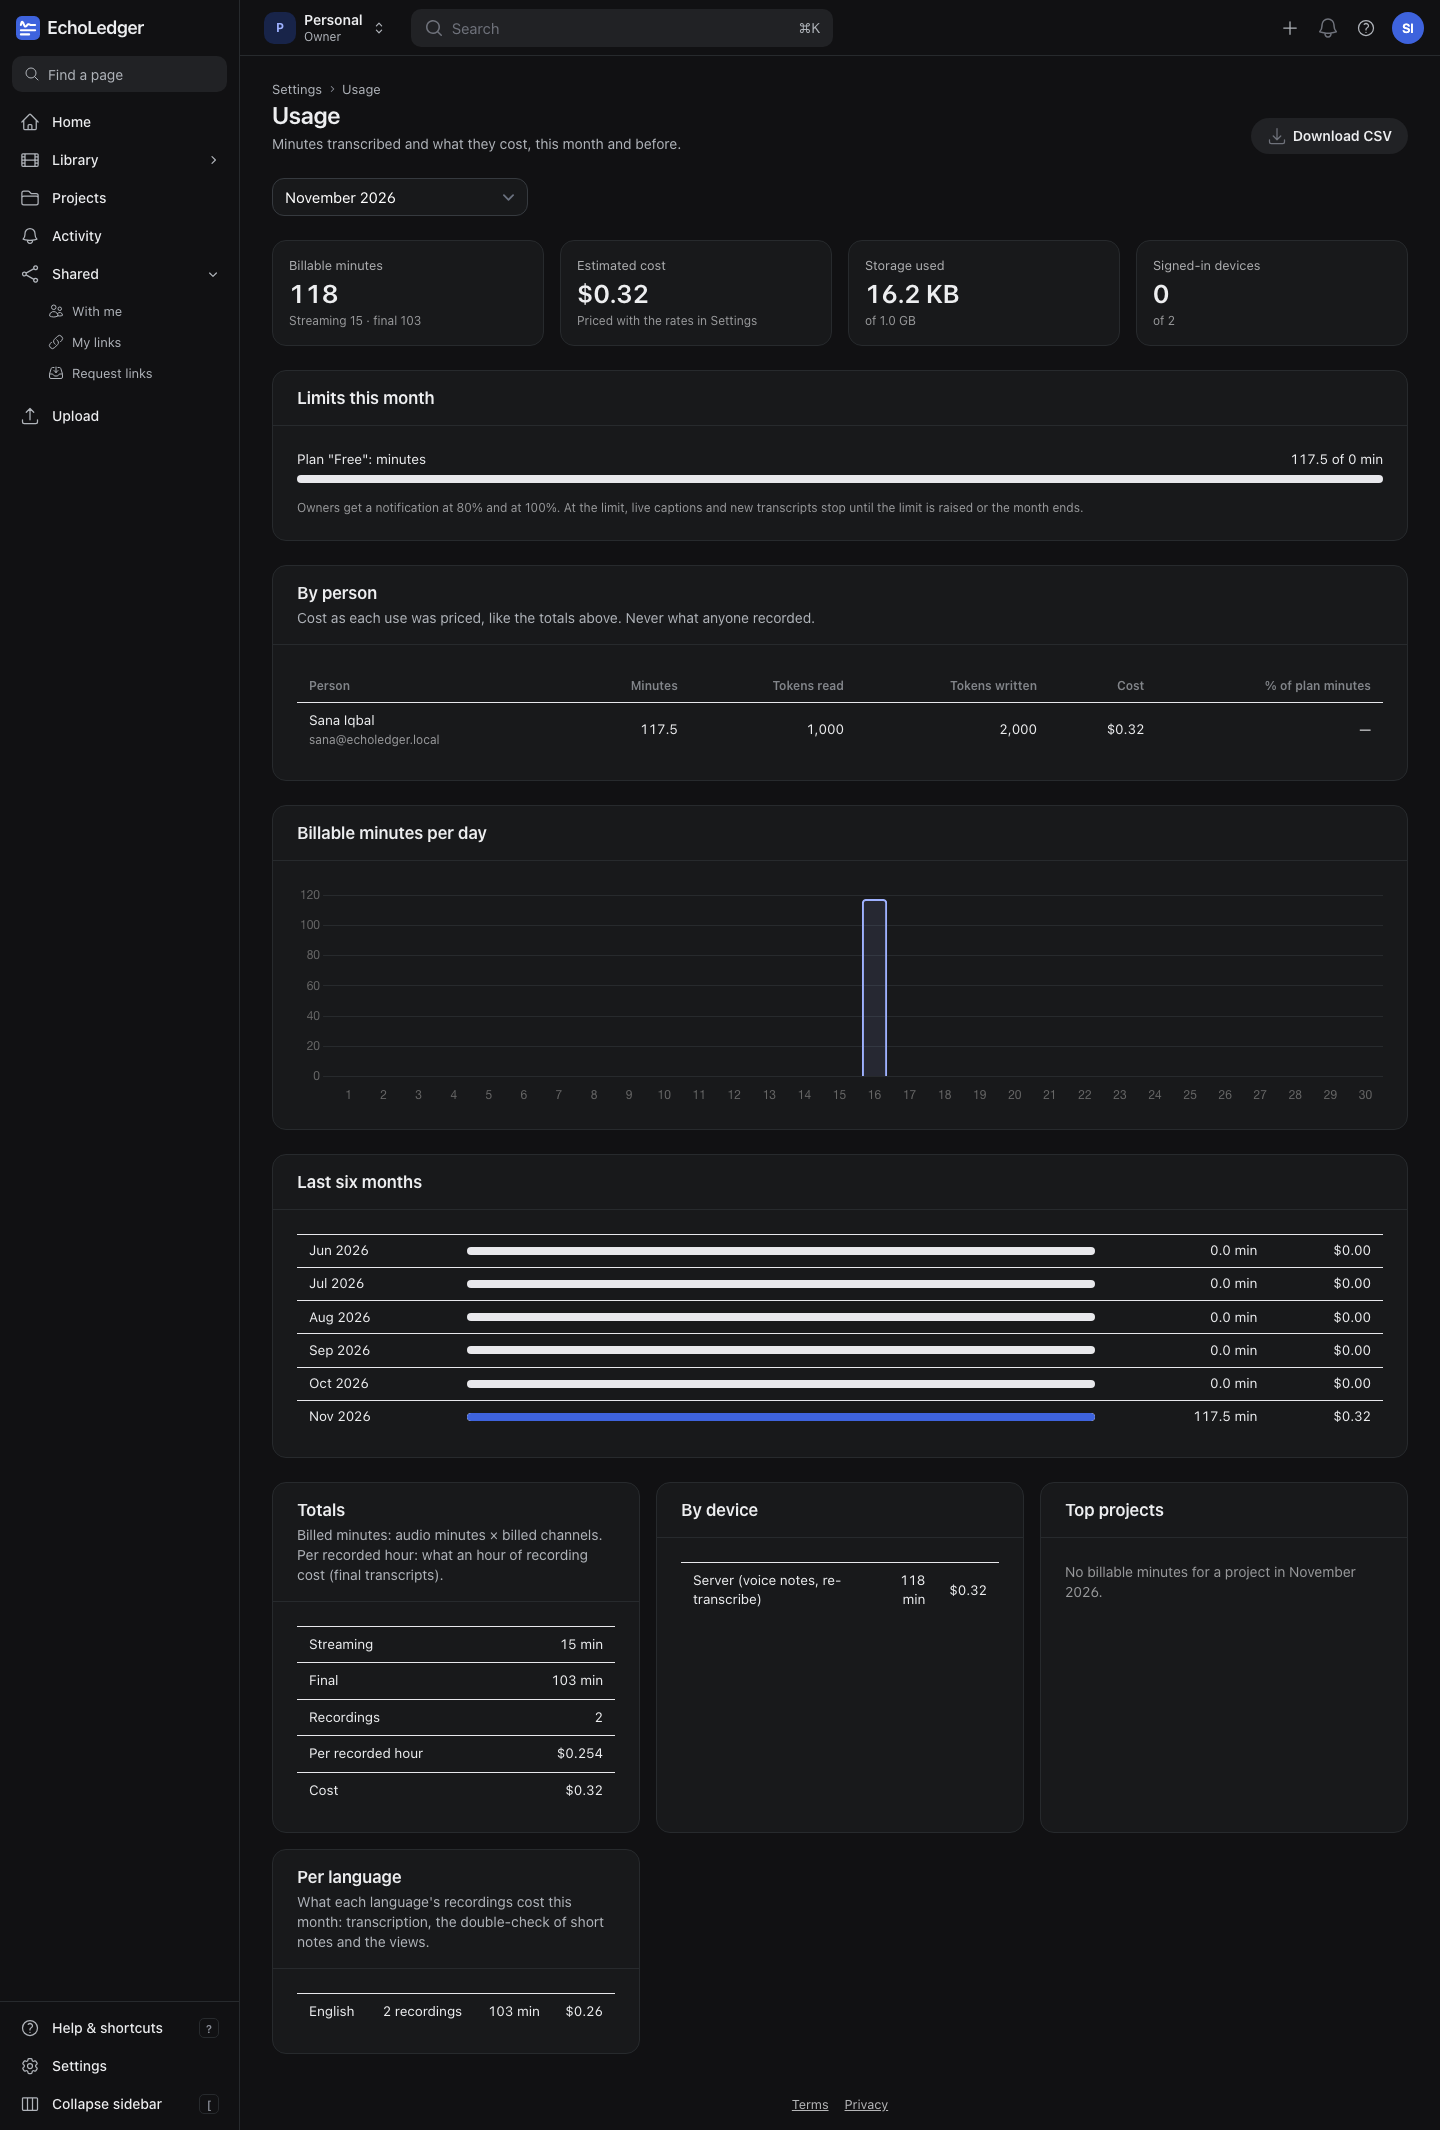 EchoLedger
Find a page
Home
Library
Projects
Activity
Shared
With me
My links
Request links
Upload
Help & shortcuts ?
Settings
Collapse sidebar [
P Personal
Owner
Search ⌘K
SI
Settings › Usage
Usage
Minutes transcribed and what they cost, this month and before.
Download CSV
November 2026
Billable minutes
118
Streaming 15 · final 103
Estimated cost
$0.32
Priced with the rates in Settings
Storage used
16.2 KB
of 1.0 GB
Signed-in devices
0
of 2
Limits this month
Plan "Free": minutes 117.5 of 0 min
Owners get a notification at 80% and at 100%. At the limit, live captions and new transcripts stop until the limit is raised or the month ends.
By person
Cost as each use was priced, like the totals above. Never what anyone recorded.
Person Minutes Tokens read Tokens written Cost % of plan minutes
Sana Iqbal
sana@echoledger.local
117.5 1,000 2,000 $0.32 —
Billable minutes per day
120
100
80
60
40
20
0
1 2 3 4 5 6 7 8 9 10 11 12 13 14 15 16 17 18 19 20 21 22 23 24 25 26 27 28 29 30
Last six months
Jun 2026 0.0 min $0.00
Jul 2026 0.0 min $0.00
Aug 2026 0.0 min $0.00
Sep 2026 0.0 min $0.00
Oct 2026 0.0 min $0.00
Nov 2026 117.5 min $0.32
Totals
Billed minutes: audio minutes × billed channels.
Per recorded hour: what an hour of recording
cost (final transcripts).
Streaming 15 min
Final 103 min
Recordings 2
Per recorded hour $0.254
Cost $0.32
By device
Server (voice notes, re-
transcribe)
118
min
$0.32
Top projects
No billable minutes for a project in November
2026.
Per language
What each language's recordings cost this
month: transcription, the double-check of short
notes and the views.
English 2 recordings 103 min $0.26
Terms Privacy